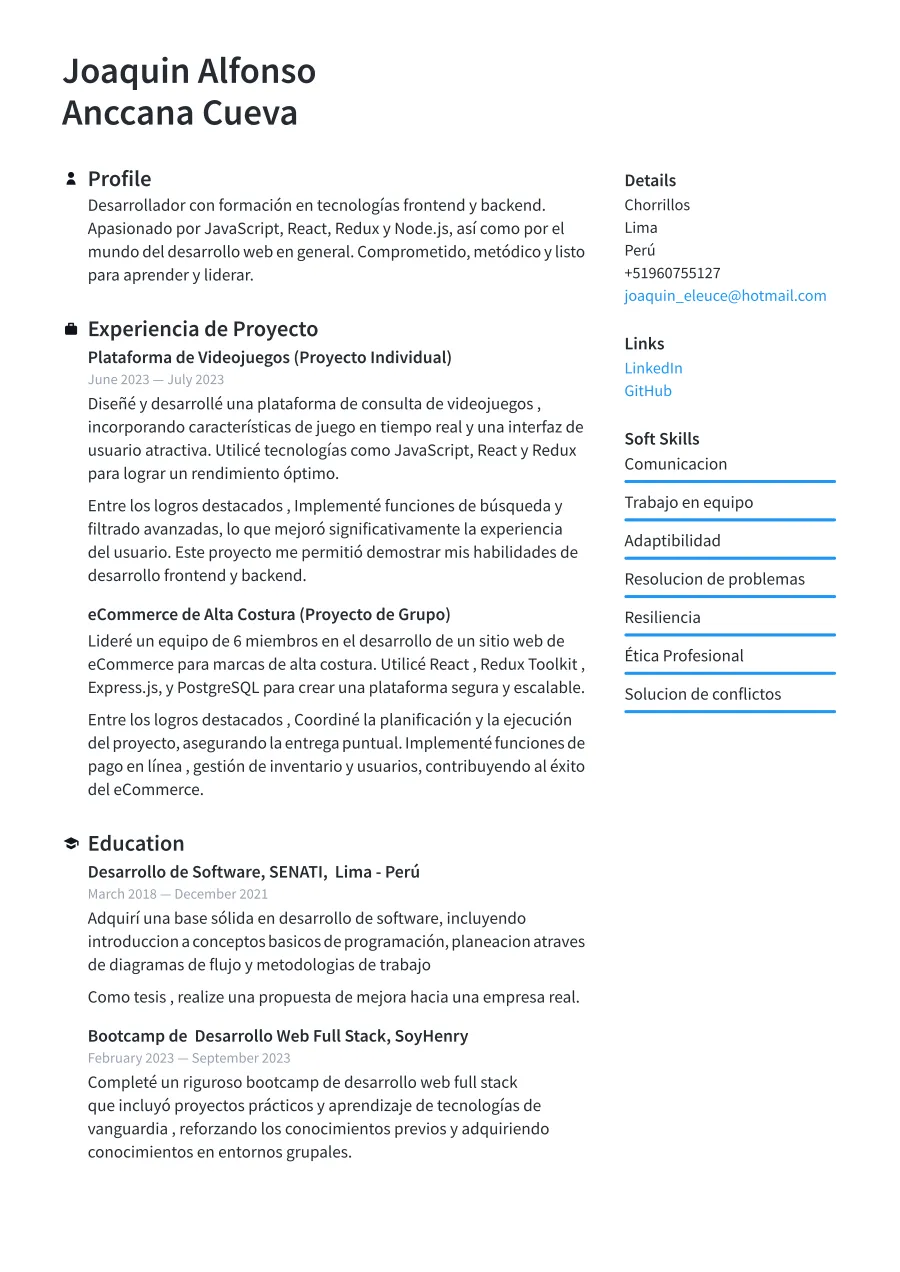 Joaquin Alfonso
Anccana Cueva
Profile
Desarrollador con formación en tecnologías frontend y backend.
Apasionado por JavaScript, React, Redux y Node.js, así como por el
mundo del desarrollo web en general. Comprometido, metódico y listo
para aprender y liderar.
Experiencia de Proyecto
Plataforma de Videojuegos (Proyecto Individual)
June 2023 — July 2023
Diseñé y desarrollé una plataforma de consulta de videojuegos ,
incorporando características de juego en tiempo real y una interfaz de
usuario atractiva. Utilicé tecnologías como JavaScript, React y Redux
para lograr un rendimiento óptimo.
Entre los logros destacados , Implementé funciones de búsqueda y
filtrado avanzadas, lo que mejoró significativamente la experiencia
del usuario. Este proyecto me permitió demostrar mis habilidades de
desarrollo frontend y backend.
eCommerce de Alta Costura (Proyecto de Grupo)
Lideré un equipo de 6 miembros en el desarrollo de un sitio web de
eCommerce para marcas de alta costura. Utilicé React , Redux Toolkit ,
Express.js, y PostgreSQL para crear una plataforma segura y escalable.
Entre los logros destacados , Coordiné la planificación y la ejecución
del proyecto, asegurando la entrega puntual. Implementé funciones de
pago en línea , gestión de inventario y usuarios, contribuyendo al éxito
del eCommerce.
Education
Desarrollo de Software, SENATI,  Lima - Perú
March 2018 — December 2021
Adquirí una base sólida en desarrollo de software, incluyendo
introduccion a conceptos basicos de programación, planeacion atraves
de diagramas de flujo y metodologias de trabajo
Como tesis , realize una propuesta de mejora hacia una empresa real.
Bootcamp de  Desarrollo Web Full Stack, SoyHenry
February 2023 — September 2023
Completé un riguroso bootcamp de desarrollo web full stack
que incluyó proyectos prácticos y aprendizaje de tecnologías de
vanguardia , reforzando los conocimientos previos y adquiriendo
conocimientos en entornos grupales.
Details
Chorrillos
Lima
Perú
+51960755127
joaquin_eleuce@hotmail.com
Links
LinkedIn
GitHub
Soft Skills
Comunicacion
Trabajo en equipo
Adaptibilidad
Resolucion de problemas
Resiliencia
Ética Profesional
Solucion de conflictos